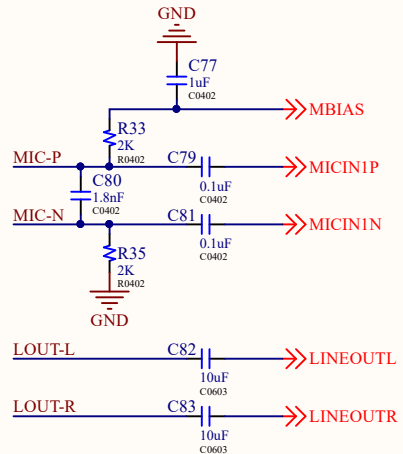 GND
C77
1uF
C0402
MBIAS
R33
2K
R0402
MIC-P
C79
MICIN1P
0.1uF
C0402
C80
1.8nF
C0402
MIC-N
C81
MICIN1N
0.1uF
C0402
R35
2K
R0402
GND
LOUT-L
C82
LINEOUTL
10uF
C0603
LOUT-R
C83
LINEOUTR
10uF
C0603